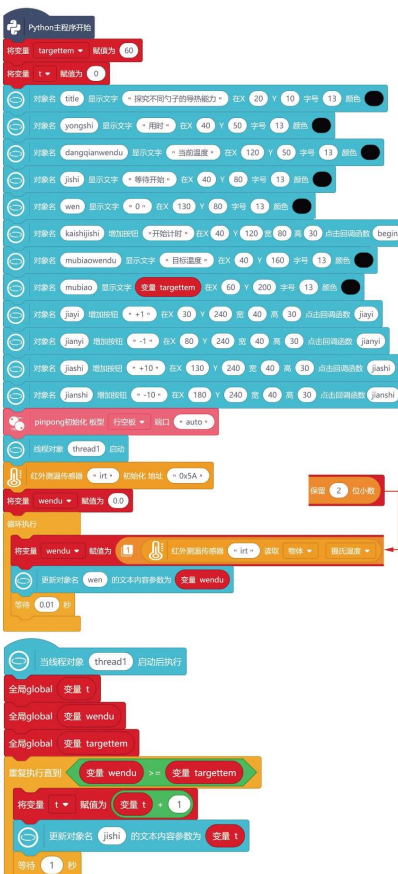 Python主程序开始
将变量 targettem 赋值为 60
将变量 t 赋值为 0
对象名 title 显示文字 "探究不同勺子的导热能力" 在X 20 Y 10 字号 13 颜色
对象名 yongshi 显示文字 "用时" 在X 40 Y 50 字号 13 颜色
对象名 dangqianwendu 显示文字 "当前温度" 在X 120 Y 50 字号 13 颜色
对象名 jishi 显示文字 "等待开始" 在X 40 Y 80 字号 13 颜色
对象名 wen 显示文字 "0" 在X 130 Y 80 字号 13 颜色
对象名 kaishijishi 增加按钮 "开始计时" 在X 40 Y 120 宽 80 高 30 点击回调函数 begin
对象名 mubiaowendu 显示文字 "目标温度" 在X 40 Y 160 字号 13 颜色
对象名 mubiao 显示文字 变量 targettem 在X 60 Y 200 字号 13 颜色
对象名 jiayi 增加按钮 "+1" 在X 30 Y 240 宽 40 高 30 点击回调函数 jiayi
对象名 jianyi 增加按钮 "-1" 在X 80 Y 240 宽 40 高 30 点击回调函数 jianyi
对象名 jiashi 增加按钮 "+10" 在X 130 Y 240 宽 40 高 30 点击回调函数 jiashi
对象名 jianshi 增加按钮 "-10" 在X 180 Y 240 宽 40 高 30 点击回调函数 jianshi
pinpong初始化 板型 行空板 端口 "auto"
线程对象 thread1 启动
红外测温传感器 "irt" 初始化 地址 "0x5A"
保留 2 位小数
将变量 wendu 赋值为 0.0
循环执行
将变量 wendu 赋值为 1 红外测温传感器 "irt" 读取 物体 摄氏温度
更新对象名 wen 的文本内容参数为 变量 wendu
等待 0.01 秒
当线程对象 thread1 启动后执行
全局global 变量 t
全局global 变量 wendu
全局global 变量 targettem
重复执行直到 变量 wendu >= 变量 targettem
将变量 t 赋值为 变量 t + 1
更新对象名 jishi 的文本内容参数为 变量 t
等待 1 秒